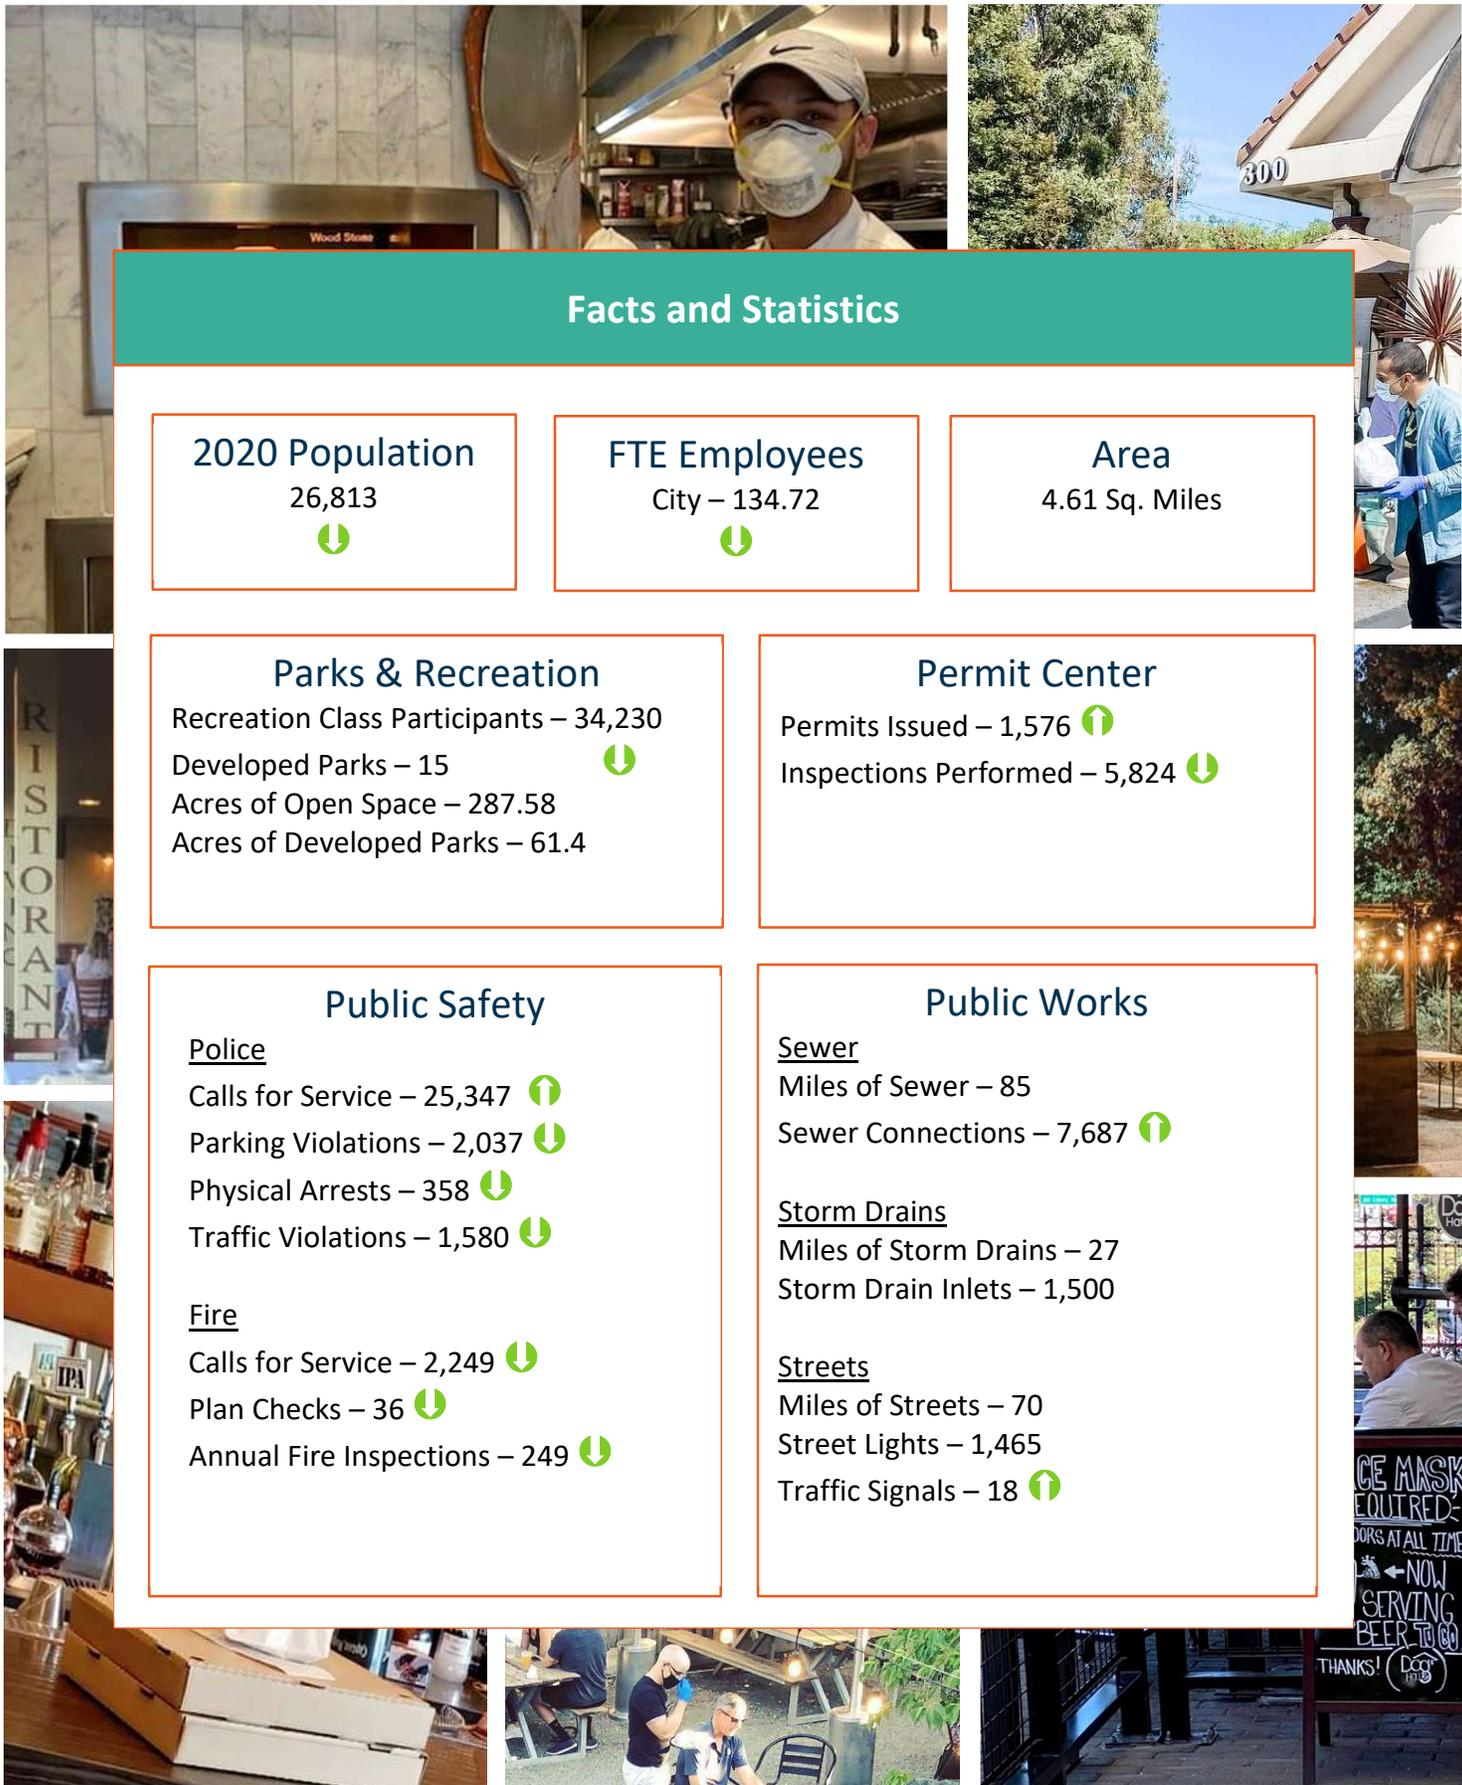 Wood Stone
300
Facts and Statistics
2020 Population
26,813
FTE Employees
City – 134.72
Area
4.61 Sq. Miles
RISTORANT
Parks & Recreation
Recreation Class Participants – 34,230
Developed Parks – 15
Acres of Open Space – 287.58
Acres of Developed Parks – 61.4
Permit Center
Permits Issued – 1,576
Inspections Performed – 5,824
Public Safety
Police
Calls for Service – 25,347
Parking Violations – 2,037
Physical Arrests – 358
Traffic Violations – 1,580
Fire
Calls for Service – 2,249
Plan Checks – 36
Annual Fire Inspections – 249
Public Works
Sewer
Miles of Sewer – 85
Sewer Connections – 7,687
Storm Drains
Miles of Storm Drains – 27
Storm Drain Inlets – 1,500
Streets
Miles of Streets – 70
Street Lights – 1,465
Traffic Signals – 18
IPA
CE MASK
EQUIRED-
OORS AT ALL TIME
←NOW
SERVING
BEER TO GO
THANKS!